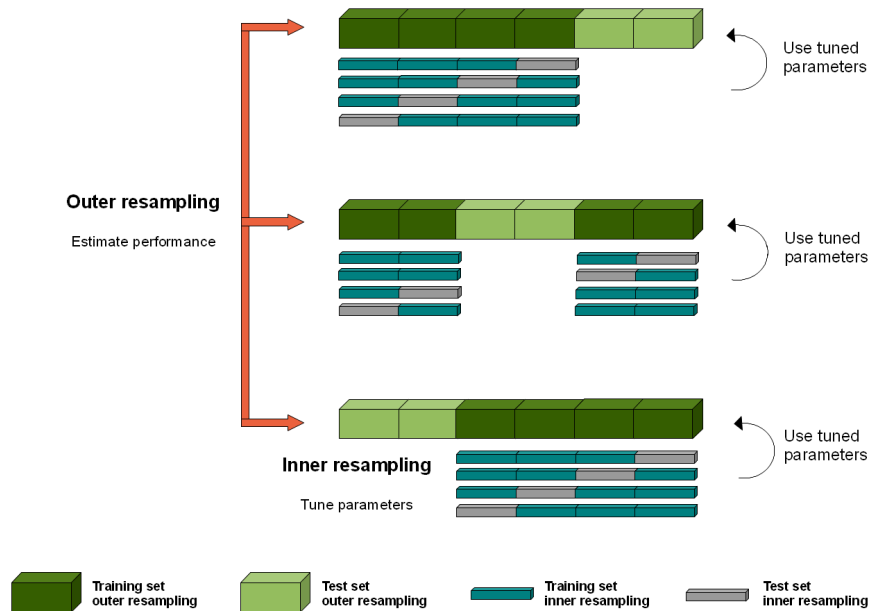 Use tuned
parameters
Outer resampling
Estimate performance
Use tuned
parameters
Inner resampling
Tune parameters
Use tuned
parameters
Training set
outer resampling
Test set
outer resampling
Training set
inner resampling
Test set
inner resampling